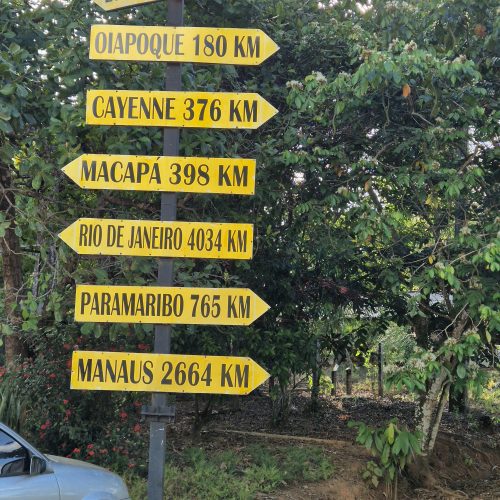 OIAPOQUE 180 KM
CAYENNE 376 KM
MACAPA 398 KM
RIO DE JANEIRO 4034 KM
PARAMARIBO 765 KM
MANAUS 2664 KM